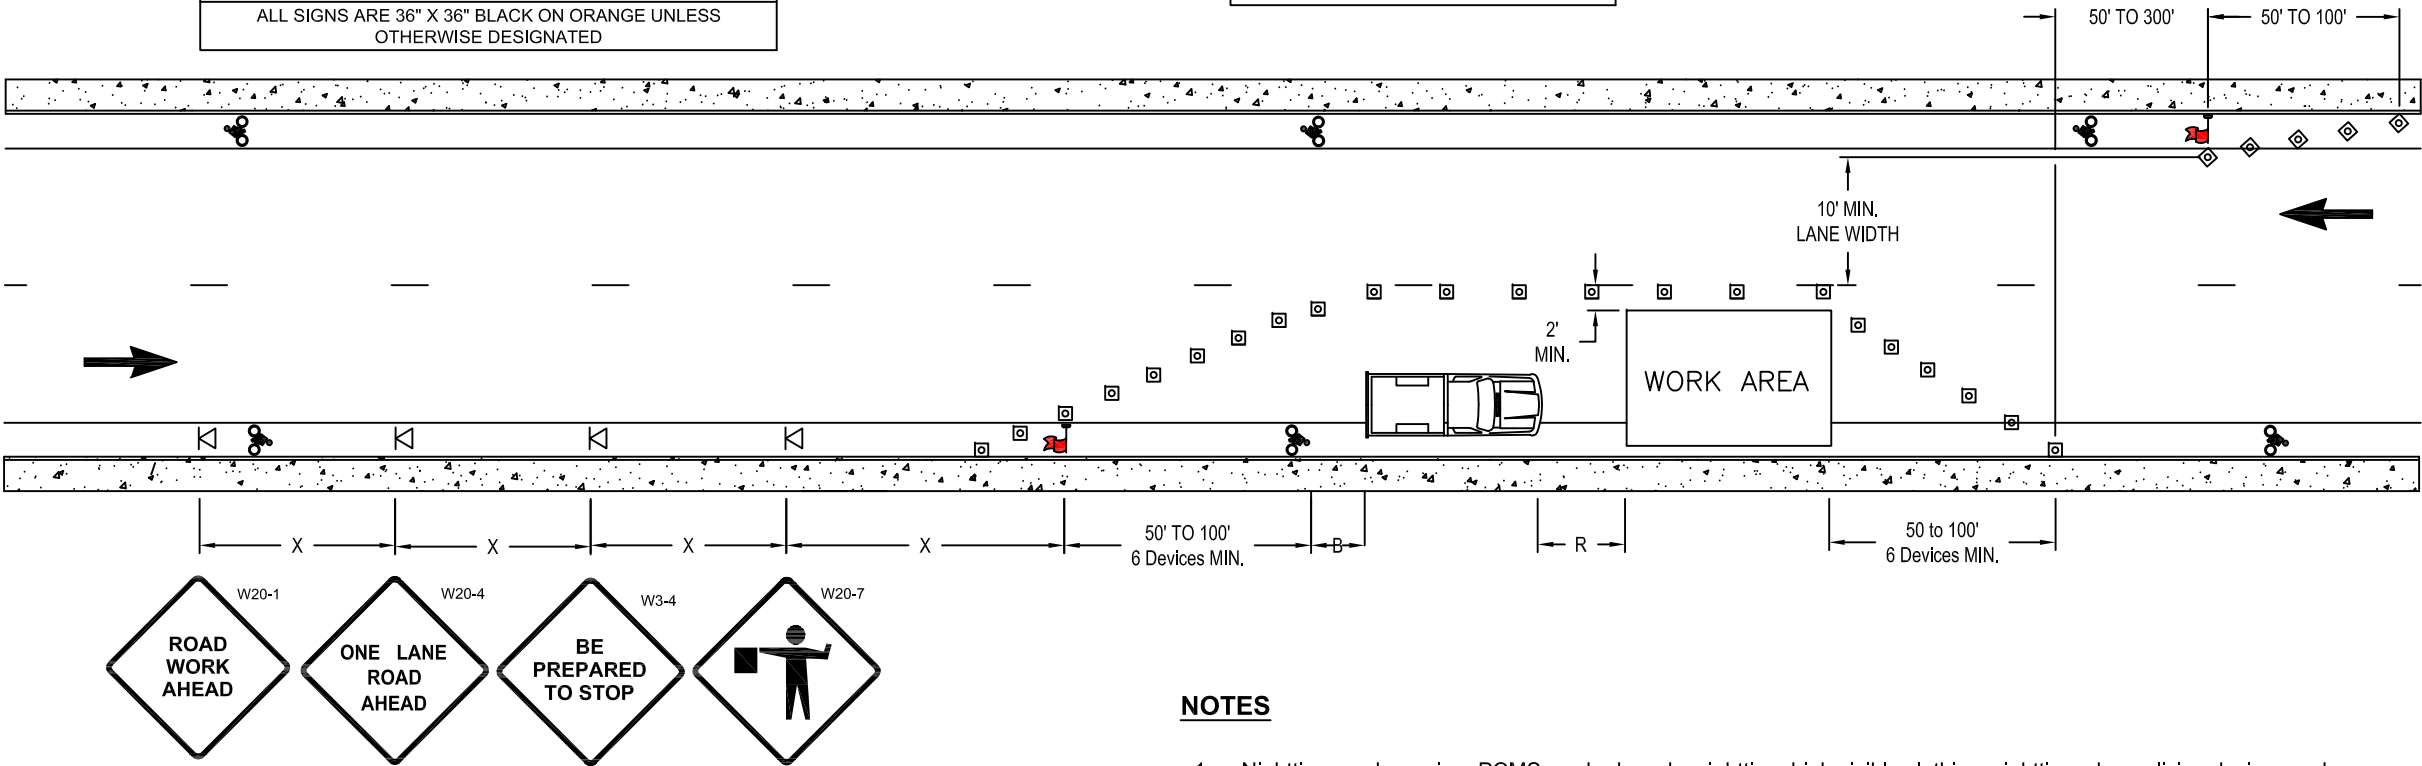 ALL SIGNS ARE 36" X 36" BLACK ON ORANGE UNLESS
OTHERWISE DESIGNATED
50' TO 300'
50' TO 100'
10' MIN.
LANE WIDTH
2'
MIN.
WORK AREA
X
X
X
X
50' TO 100'
6 Devices MIN.
B
R
50 to 100'
6 Devices MIN.
W20-1
ROAD
WORK
AHEAD
W20-4
ONE LANE
ROAD
AHEAD
W3-4
BE
PREPARED
TO STOP
W20-7
NOTES